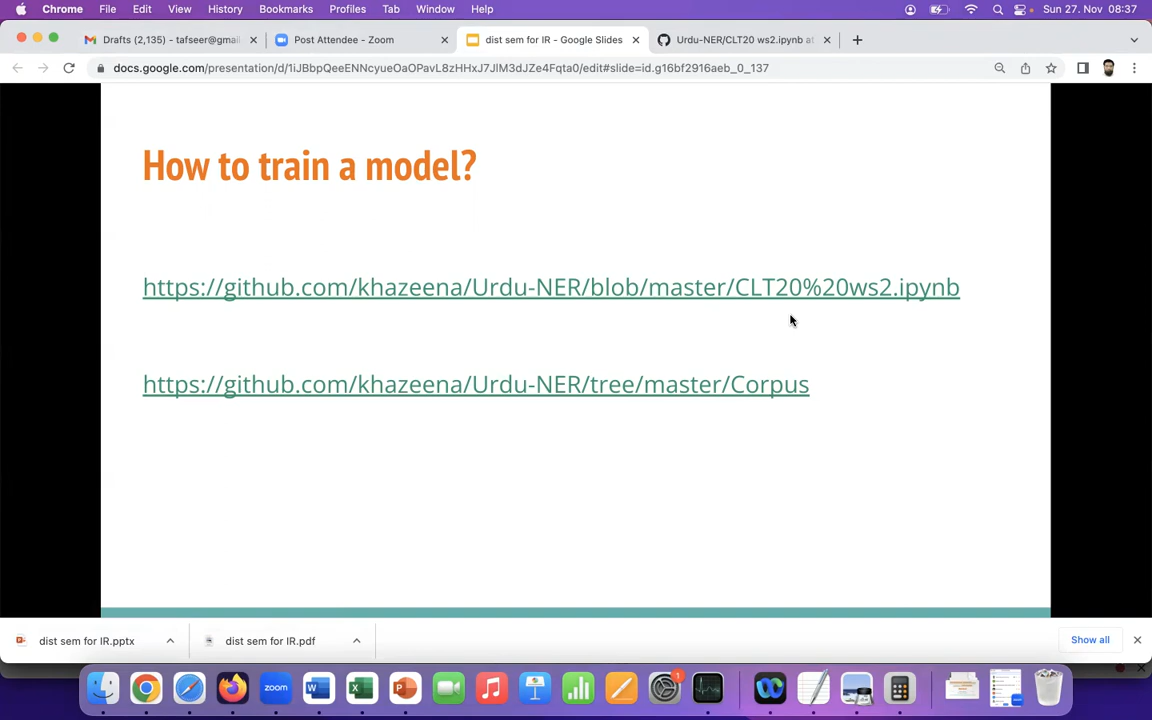 Chrome File Edit View History Bookmarks Profiles Tab Window Help Sun 27. Nov 08:37
Drafts (2,135) - tafseer@gmai Post Attendee - Zoom dist sem for IR - Google Slides Urdu-NER/CLT20 ws2.ipynb at
docs.google.com/presentation/d/1iJBbpQeeENNcyueOaOPavL8zHHxJ7JlM3dJZe4Fqta0/edit#slide=id.g16bf2916aeb_0_137
How to train a model?
https://github.com/khazeena/Urdu-NER/blob/master/CLT20%20ws2.ipynb
https://github.com/khazeena/Urdu-NER/tree/master/Corpus
dist sem for IR.pptx dist sem for IR.pdf Show all
zoom 1